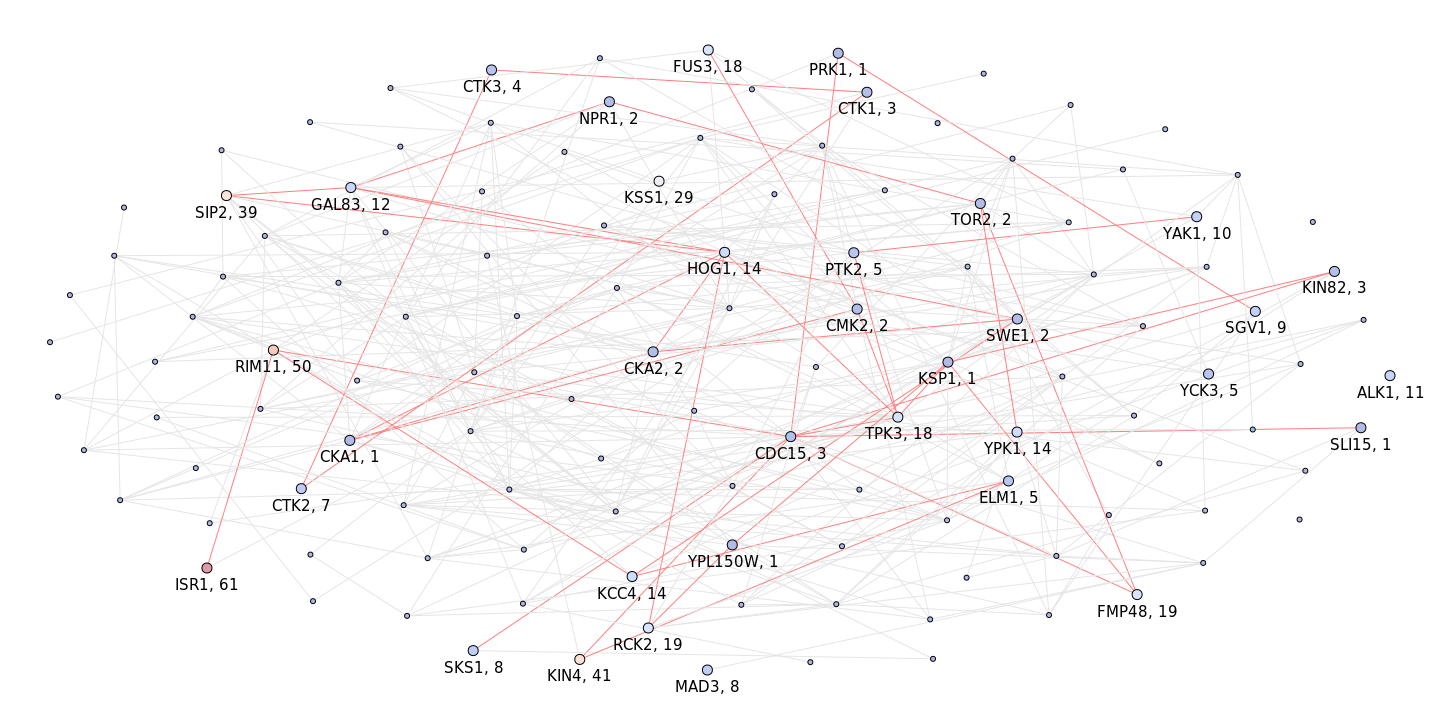 FUS3, 18
PRK1, 1
CTK3, 4
CTK1, 3
NPR1, 2
KSS1, 29
GAL83, 12
SIP2, 39
TOR2, 2
YAK1, 10
HOG1, 14
PTK2, 5
KIN82, 3
CMK2, 2
SGV1, 9
SWE1, 2
RIM11, 50
CKA2, 2
KSP1, 1
YCK3, 5
ALK1, 11
TPK3, 18
SLI15, 1
YPK1, 14
CDC15, 3
CKA1, 1
ELM1, 5
CTK2, 7
YPL150W, 1
ISR1, 61
KCC4, 14
FMP48, 19
RCK2, 19
SKS1, 8
KIN4, 41
MAD3, 8